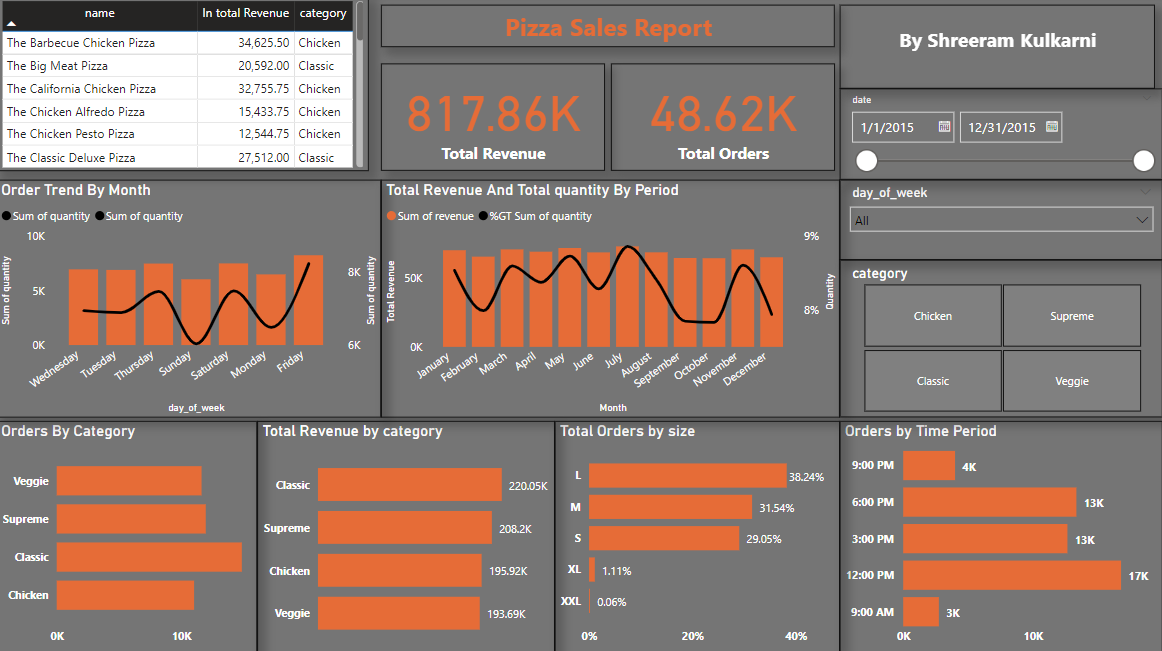 name In total Revenue category
The Barbecue Chicken Pizza 34,625.50 Chicken
The Big Meat Pizza 20,592.00 Classic
The California Chicken Pizza 32,755.75 Chicken
The Chicken Alfredo Pizza 15,433.75 Chicken
The Chicken Pesto Pizza 12,544.75 Chicken
The Classic Deluxe Pizza 27,512.00 Classic
Pizza Sales Report
817.86K
Total Revenue
48.62K
Total Orders
By Shreeram Kulkarni
date
1/1/2015 12/31/2015
day_of_week
All
category
Chicken Supreme
Classic Veggie
Order Trend By Month
Sum of quantity Sum of quantity
10K
5K
0K
Sum of quantity
8K
6K
Sum of quantity
Wednesday Tuesday Thursday Sunday Saturday Monday Friday
day_of_week
Total Revenue And Total quantity By Period
Sum of revenue %GT Sum of quantity
50K
0K
Total Revenue
9%
8%
Quantity
January February March April May June July August September October November December
Month
Orders By Category
Veggie
Supreme
Classic
Chicken
0K 10K
Total Revenue by category
Classic 220.05K
Supreme 208.2K
Chicken 195.92K
Veggie 193.69K
Total Orders by size
L 38.24%
M 31.54%
S 29.05%
XL 1.11%
XXL 0.06%
0% 20% 40%
Orders by Time Period
9:00 PM 4K
6:00 PM 13K
3:00 PM 13K
12:00 PM 17K
9:00 AM 3K
0K 10K